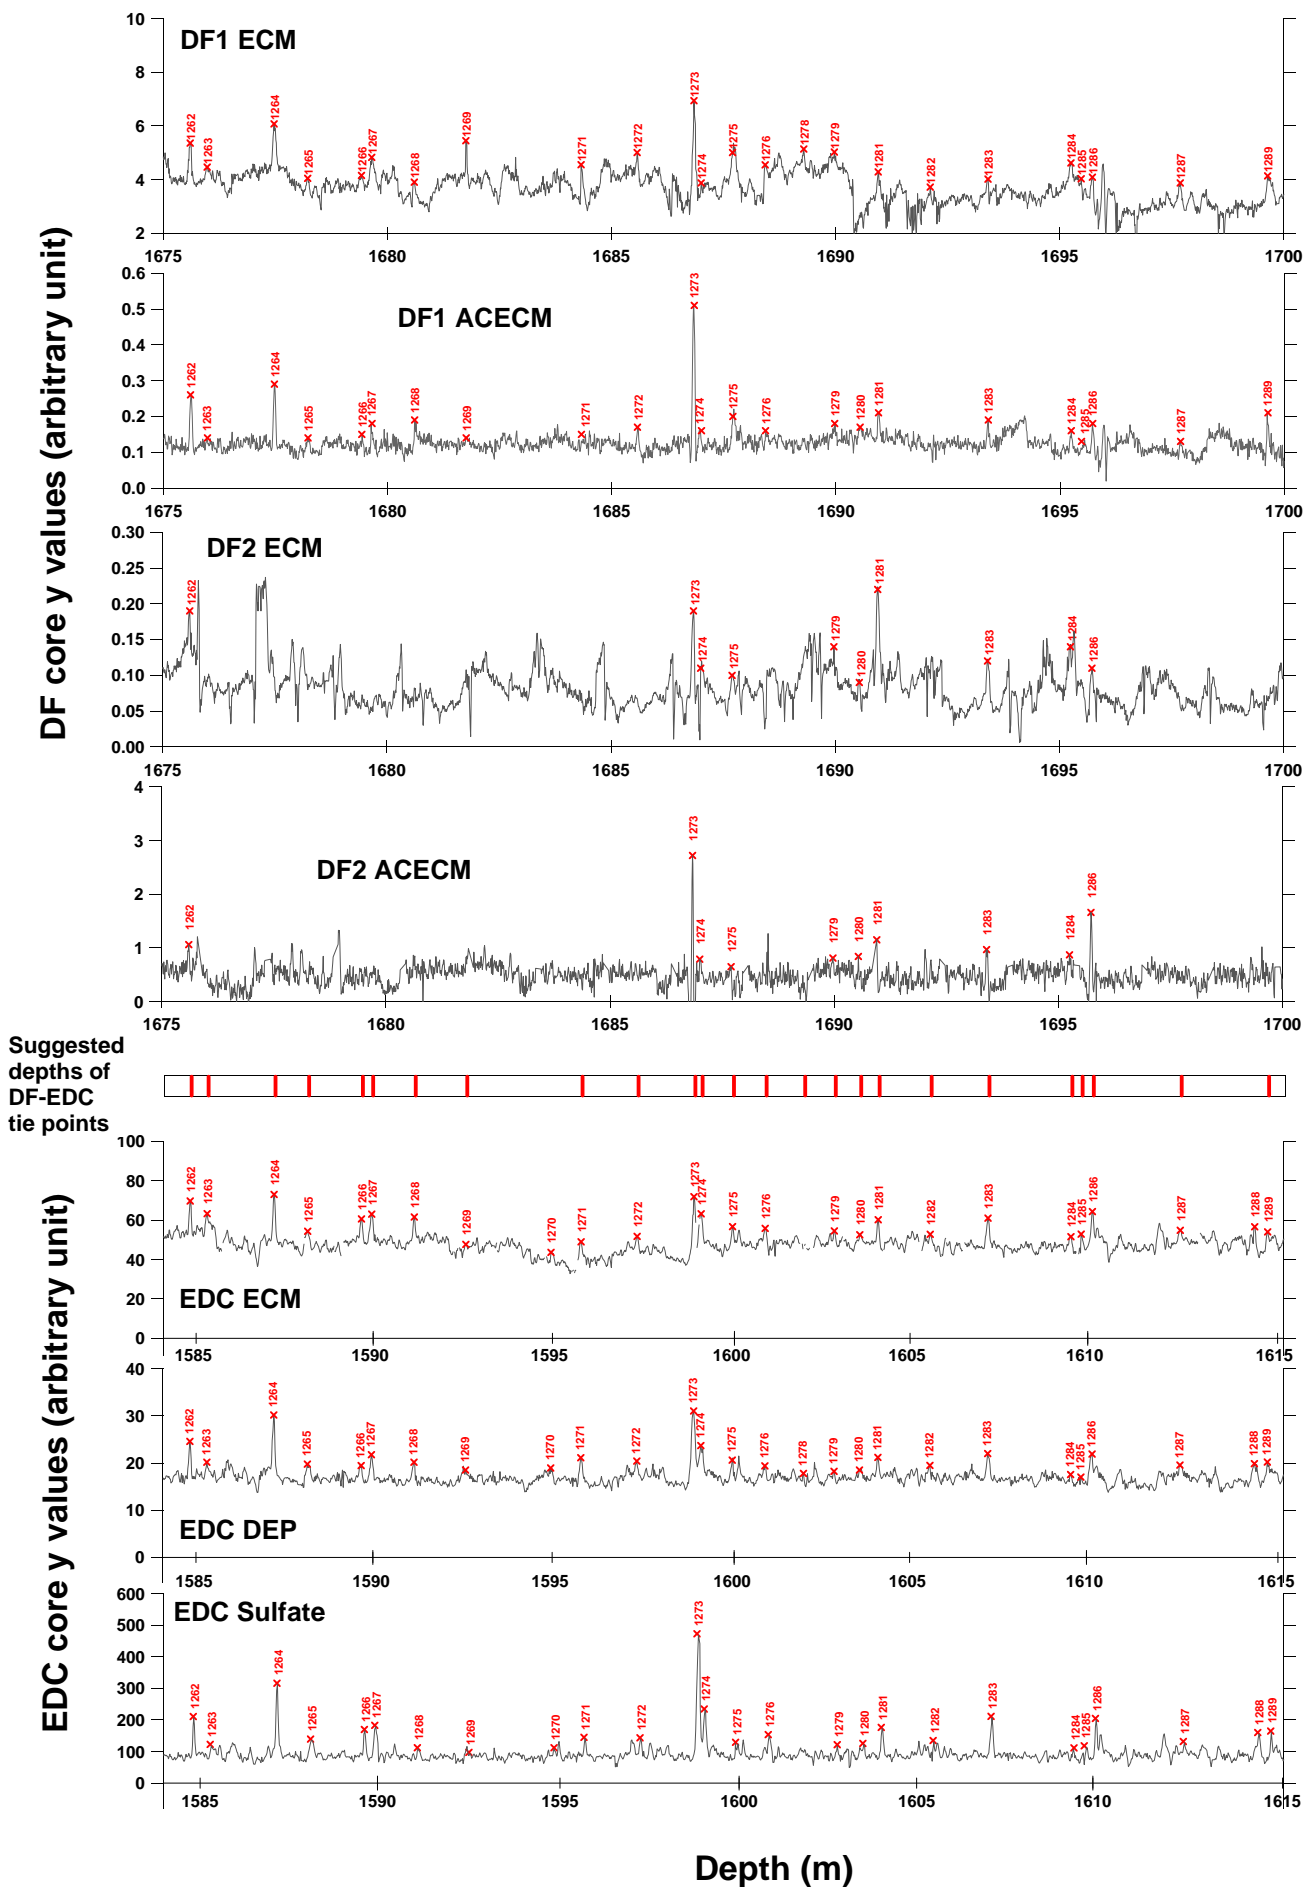 DF core y values (arbitrary unit)
EDC core y values (arbitrary unit)
DF1 ECM
10
8
6
4
2
1262 1263 1264 1265 1266 1267 1268 1269 1271 1272 1273 1274 1275 1276 1278 1279 1281 1282 1283 1284 1285 1286 1287 1289
1675 1680 1685 1690 1695 1700
DF1 ACECM
0.6
0.5
0.4
0.3
0.2
0.1
0.0
1262 1263 1264 1265 1266 1267 1268 1269 1271 1272 1273 1274 1275 1276 1279 1280 1281 1283 1284 1285 1286 1287 1289
1675 1680 1685 1690 1695 1700
DF2 ECM
0.30
0.25
0.20
0.15
0.10
0.05
0.00
1262 1273 1274 1275 1279 1280 1281 1283 1284 1286
1675 1680 1685 1690 1695 1700
DF2 ACECM
4
3
2
1
0
1262 1273 1274 1275 1279 1280 1281 1283 1284 1286
1675 1680 1685 1690 1695 1700
Suggested
depths of
DF-EDC
tie points
EDC ECM
100
80
60
40
20
0
1262 1263 1264 1265 1266 1267 1268 1269 1270 1271 1272 1273 1274 1275 1276 1279 1280 1281 1282 1283 1284 1285 1286 1287 1288 1289
1585 1590 1595 1600 1605 1610 1615
EDC DEP
40
30
20
10
0
1262 1263 1264 1265 1266 1267 1268 1269 1270 1271 1272 1273 1274 1275 1276 1278 1279 1280 1281 1282 1283 1284 1285 1286 1287 1288 1289
1585 1590 1595 1600 1605 1610 1615
EDC Sulfate
600
500
400
300
200
100
0
1262 1263 1264 1265 1266 1267 1268 1269 1270 1271 1272 1273 1274 1275 1276 1279 1280 1281 1282 1283 1284 1285 1286 1287 1288 1289
1585 1590 1595 1600 1605 1610 1615
Depth (m)